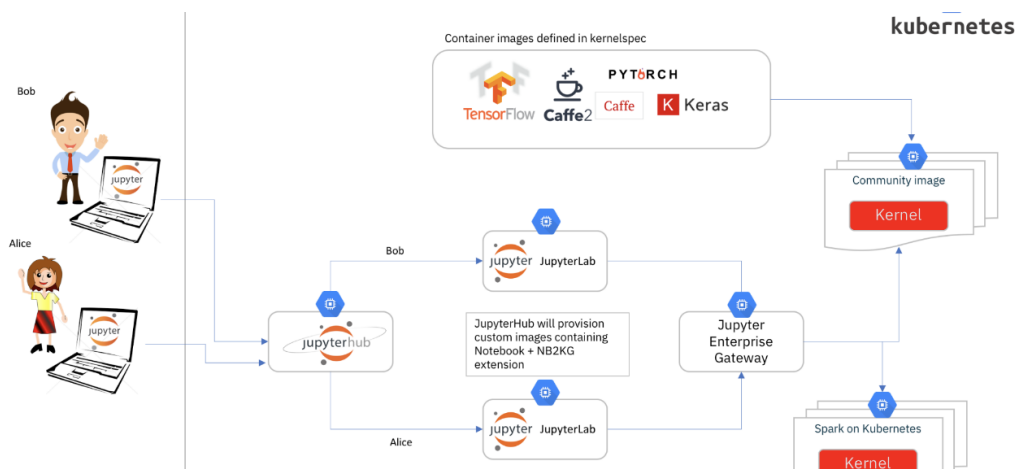 kubernetes
Container images defined in kernelspec
TensorFlow
Caffe2
PYTORCH
Caffe
K Keras
Bob
jupyter
Alice
jupyter
Community image
Kernel
Bob
jupyter JupyterLab
jupyterhub
JupyterHub will provision
custom images containing
Notebook + NB2KG
extension
Jupyter
Enterprise
Gateway
Alice
jupyter JupyterLab
Spark on Kubernetes
Kernel